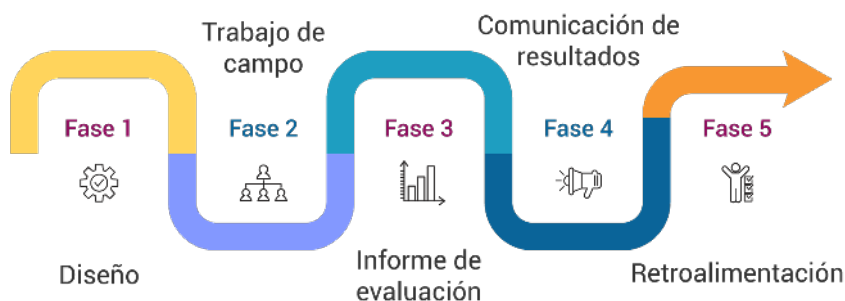 Fase 1
Diseño
Trabajo de
campo
Fase 2
Fase 3
Informe de
evaluación
Comunicación de
resultados
Fase 4
Fase 5
Retroalimentación